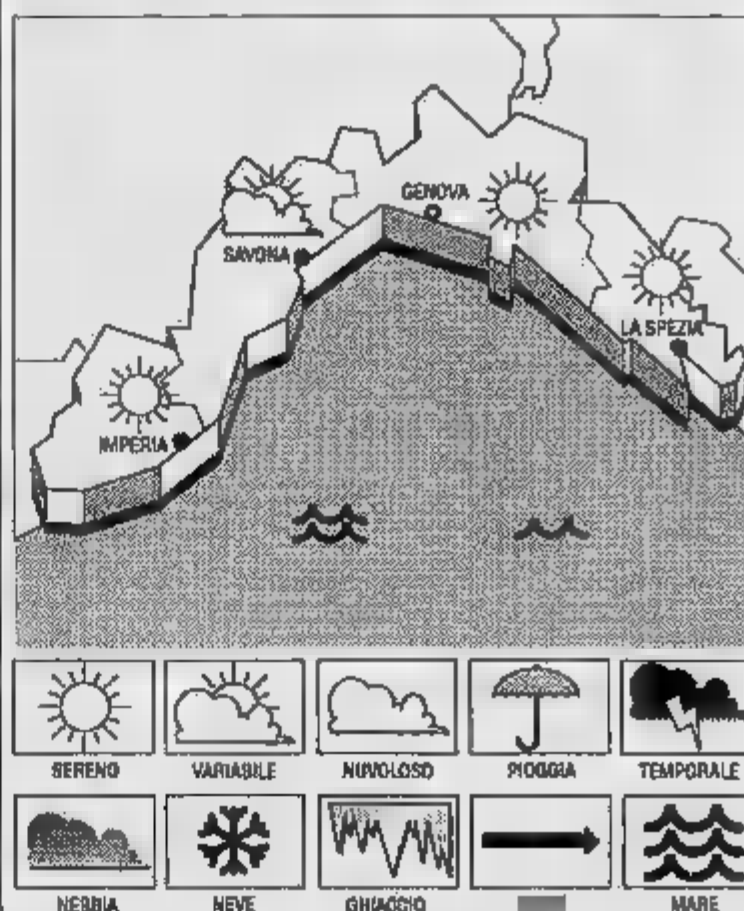 GENOVA
SAVONA
LA SPEZIA
IMPERIA
SERENO
VARIABILE
NUVOLOSO
PIOGGIA
TEMPORALE
NEBBIA
NEVE
GHIACCIO
MARE